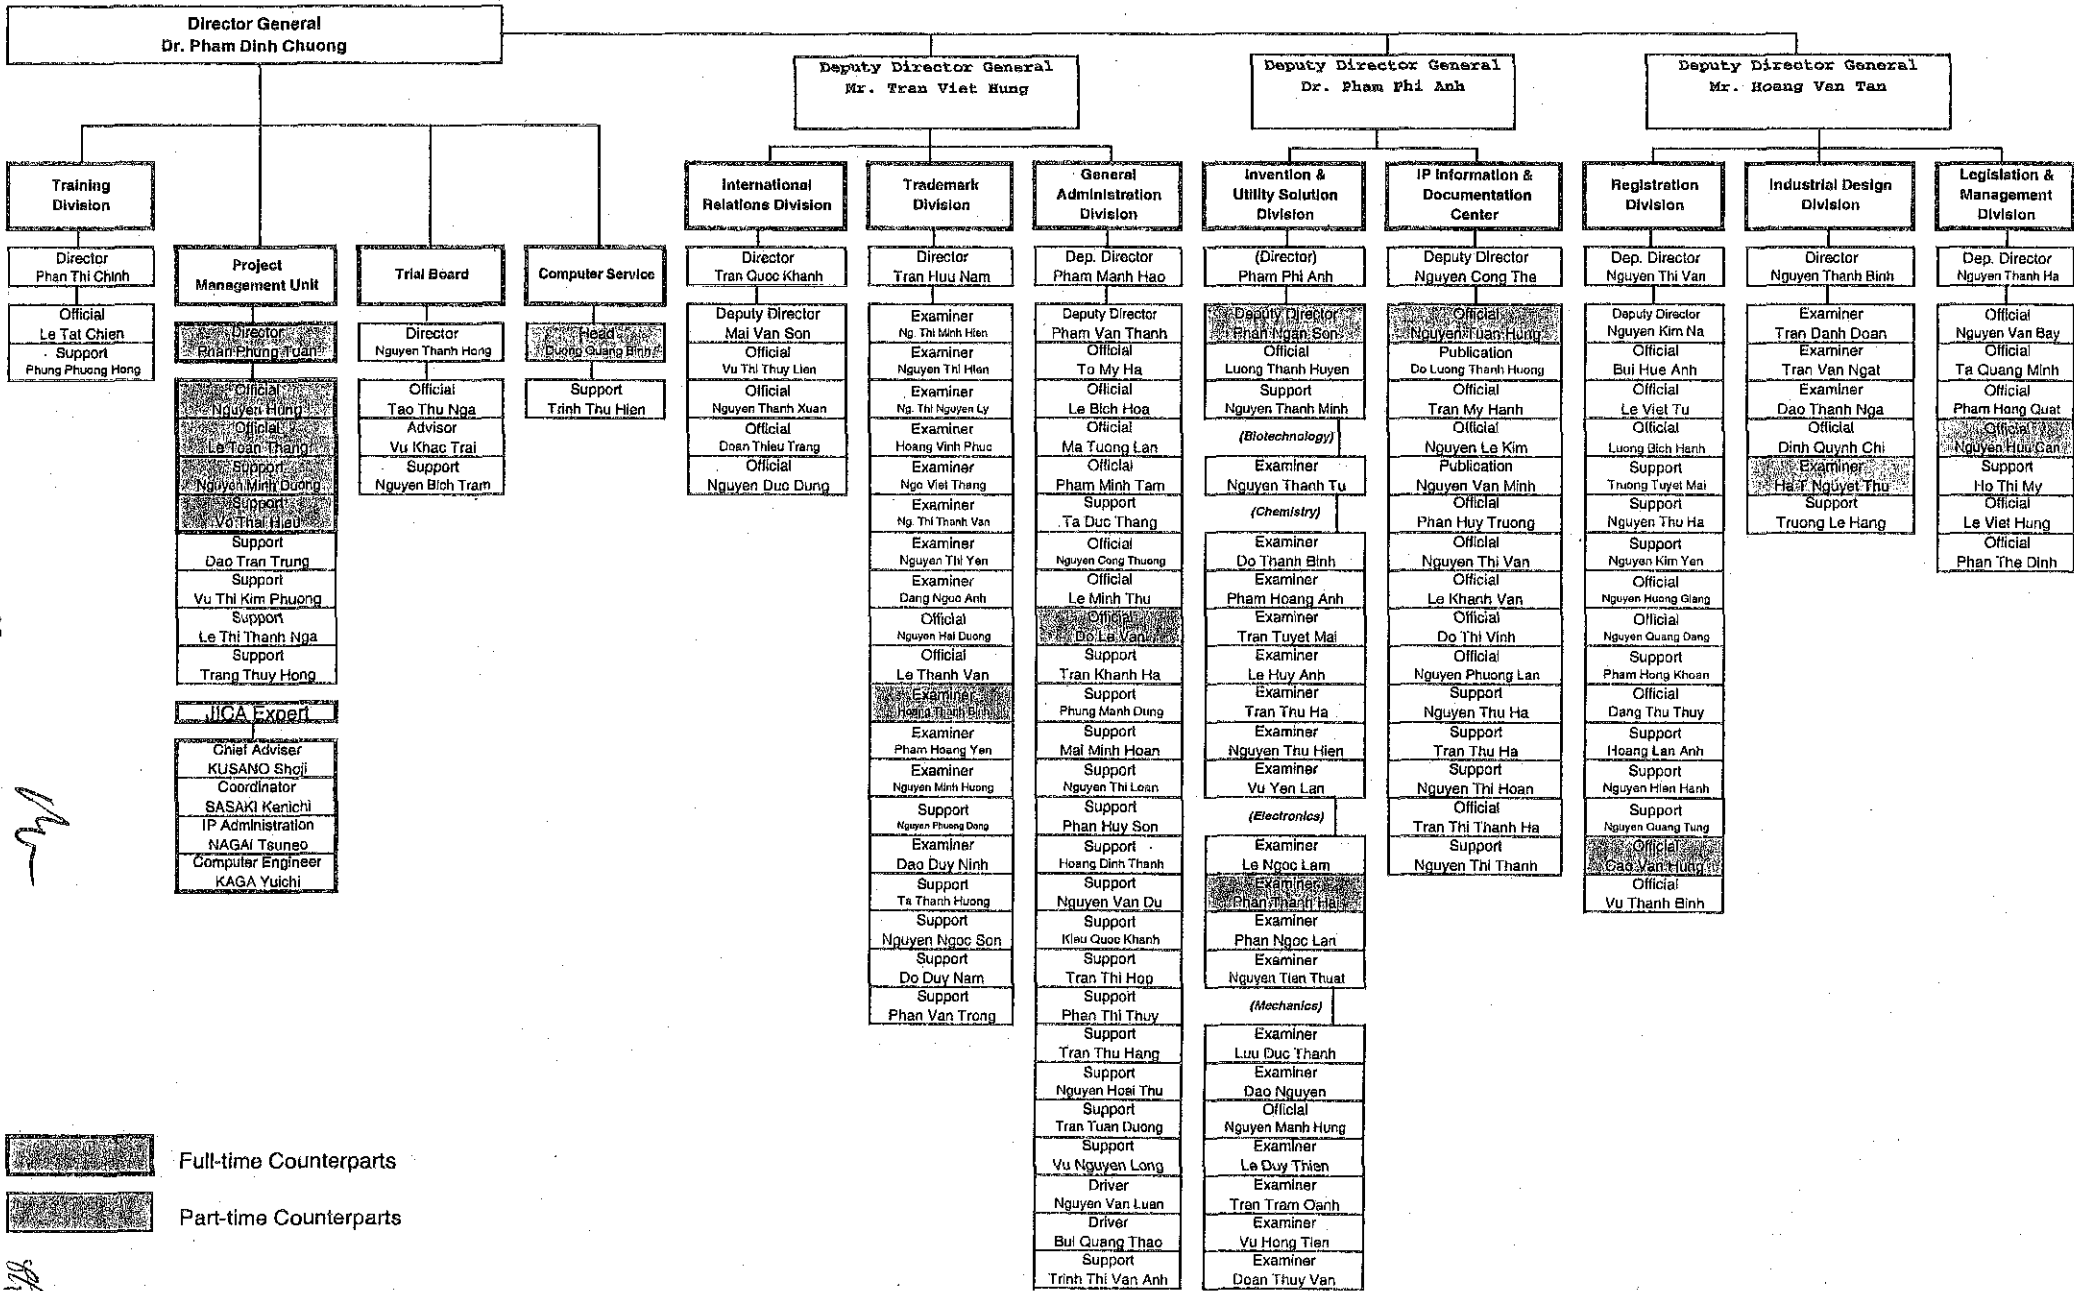 Director General
Dr. Pham Dinh Chuong
Deputy Director General
Mr. Tran Viet Hung
Deputy Director General
Dr. Pham Phi Anh
Deputy Director General
Mr. Hoang Van Tan
Training
Division
Director
Phan Thi Chinh
Official
Le Tat Chien
Support
Phung Phuong Hong
Project
Management Unit
Director
Phan Phung Tuan
Official
Nguyen Hung
Official
Le Toan Thang
Support
Nguyen Minh Duong
Support
Vo Thai Hieu
Support
Dao Tran Trung
Support
Vu Thi Kim Phuong
Support
Le Thi Thanh Nga
Support
Trang Thuy Hong
JICA Expert
Chief Adviser
KUSANO Shoji
Coordinator
SASAKI Kenichi
IP Administration
NAGAI Tsuneo
Computer Engineer
KAGA Yuichi
Trial Board
Director
Nguyen Thanh Hong
Official
Tao Thu Nga
Advisor
Vu Khac Trai
Support
Nguyen Bich Tram
Computer Service
Head
Duong Quang Binh
Support
Trinh Thu Hien
International
Relations Division
Director
Tran Quoc Khanh
Deputy Director
Mai Van Son
Official
Vu Thi Thuy Lien
Official
Nguyen Thanh Xuan
Official
Doan Thieu Trang
Official
Nguyen Duc Dung
Trademark
Division
Director
Tran Huu Nam
Examiner
Ng. Thi Minh Hien
Examiner
Nguyen Thi Hien
Examiner
Ng. Thi Nguyen Ly
Examiner
Hoang Vinh Phuc
Examiner
Ngo Viet Thang
Examiner
Ng. Thi Thanh Van
Examiner
Nguyen Thi Yen
Examiner
Dang Nguc Anh
Official
Nguyen Hai Duong
Official
Le Thanh Van
Examiner
Hoang Thanh Binh
Examiner
Pham Hoang Yen
Examiner
Nguyen Minh Huong
Support
Nguyen Phuong Dong
Examiner
Dao Duy Ninh
Support
Ta Thanh Huong
Support
Nguyen Ngoc Son
Support
Do Duy Nam
Support
Phan Van Trong
General
Administration
Division
Dep. Director
Pham Manh Hao
Deputy Director
Pham Van Thanh
Official
To My Ha
Official
Le Bich Hoa
Official
Ma Tuong Lan
Official
Pham Minh Tam
Support
Ta Duc Thang
Official
Nguyen Cong Thuong
Official
Le Minh Thu
Official
Do Le Van
Support
Tran Khanh Ha
Support
Phung Manh Dung
Support
Mai Minh Hoan
Support
Nguyen Thi Loan
Support
Phan Huy Son
Support
Hoang Dinh Thanh
Support
Nguyen Van Du
Support
Kieu Quoc Khanh
Support
Tran Thi Hop
Support
Phan Thi Thuy
Support
Tran Thu Hang
Support
Nguyen Hoai Thu
Support
Tran Tuan Duong
Support
Vu Nguyen Long
Driver
Nguyen Van Luan
Driver
Bui Quang Thao
Support
Trinh Thi Van Anh
Invention &
Utility Solution
Division
(Director)
Pham Phi Anh
Deputy Director
Phan Ngan Son
Official
Luong Thanh Huyen
Support
Nguyen Thanh Minh
(Biotechnology)
Examiner
Nguyen Thanh Tu
(Chemistry)
Examiner
Do Thanh Binh
Examiner
Pham Hoang Anh
Examiner
Tran Tuyet Mai
Examiner
Le Huy Anh
Examiner
Tran Thu Ha
Examiner
Nguyen Thu Hien
Examiner
Vu Yen Lan
(Electronics)
Examiner
Le Ngoc Lam
Examiner
Phan Thanh Hai
Examiner
Phan Ngoc Lan
Examiner
Nguyen Tien Thuat
(Mechanics)
Examiner
Luu Duc Thanh
Examiner
Dao Nguyen
Official
Nguyen Manh Hung
Examiner
Le Duy Thien
Examiner
Tran Tram Oanh
Examiner
Vu Hong Tien
Examiner
Doan Thuy Van
IP Information &
Documentation
Center
Deputy Director
Nguyen Cong The
Official
Nguyen Tuan Hung
Publication
Do Luong Thanh Huong
Official
Tran My Hanh
Official
Nguyen Le Kim
Publication
Nguyen Van Minh
Official
Phan Huy Truong
Official
Nguyen Thi Van
Official
Le Khanh Van
Official
Do Thi Vinh
Official
Nguyen Phuong Lan
Support
Nguyen Thu Ha
Support
Tran Thu Ha
Support
Nguyen Thi Hoan
Official
Tran Thi Thanh Ha
Support
Nguyen Thi Thanh
Registration
Division
Dep. Director
Nguyen Thi Van
Deputy Director
Nguyen Kim Na
Official
Bui Hue Anh
Official
Le Viet Tu
Official
Luong Bich Hanh
Support
Truong Tuyet Mai
Support
Nguyen Thu Ha
Support
Nguyen Kim Yen
Official
Nguyen Huong Giang
Official
Nguyen Quang Dang
Support
Pham Hong Khoan
Official
Dang Thu Thuy
Support
Hoang Lan Anh
Support
Nguyen Hien Hanh
Support
Nguyen Quang Tung
Official
Cao Van Hung
Official
Vu Thanh Binh
Industrial Design
Division
Director
Nguyen Thanh Binh
Examiner
Tran Danh Doan
Examiner
Tran Van Ngat
Examiner
Dao Thanh Nga
Official
Dinh Quynh Chi
Examiner
Ha T Nguyet Thu
Support
Truong Le Hang
Legislation &
Management
Division
Dep. Director
Nguyen Thanh Ha
Official
Nguyen Van Bay
Official
Ta Quang Minh
Official
Pham Hong Quat
Official
Nguyen Huu Can
Support
Ho Thi My
Official
Le Viet Hung
Official
Phan The Dinh
Full-time Counterparts
Part-time Counterparts